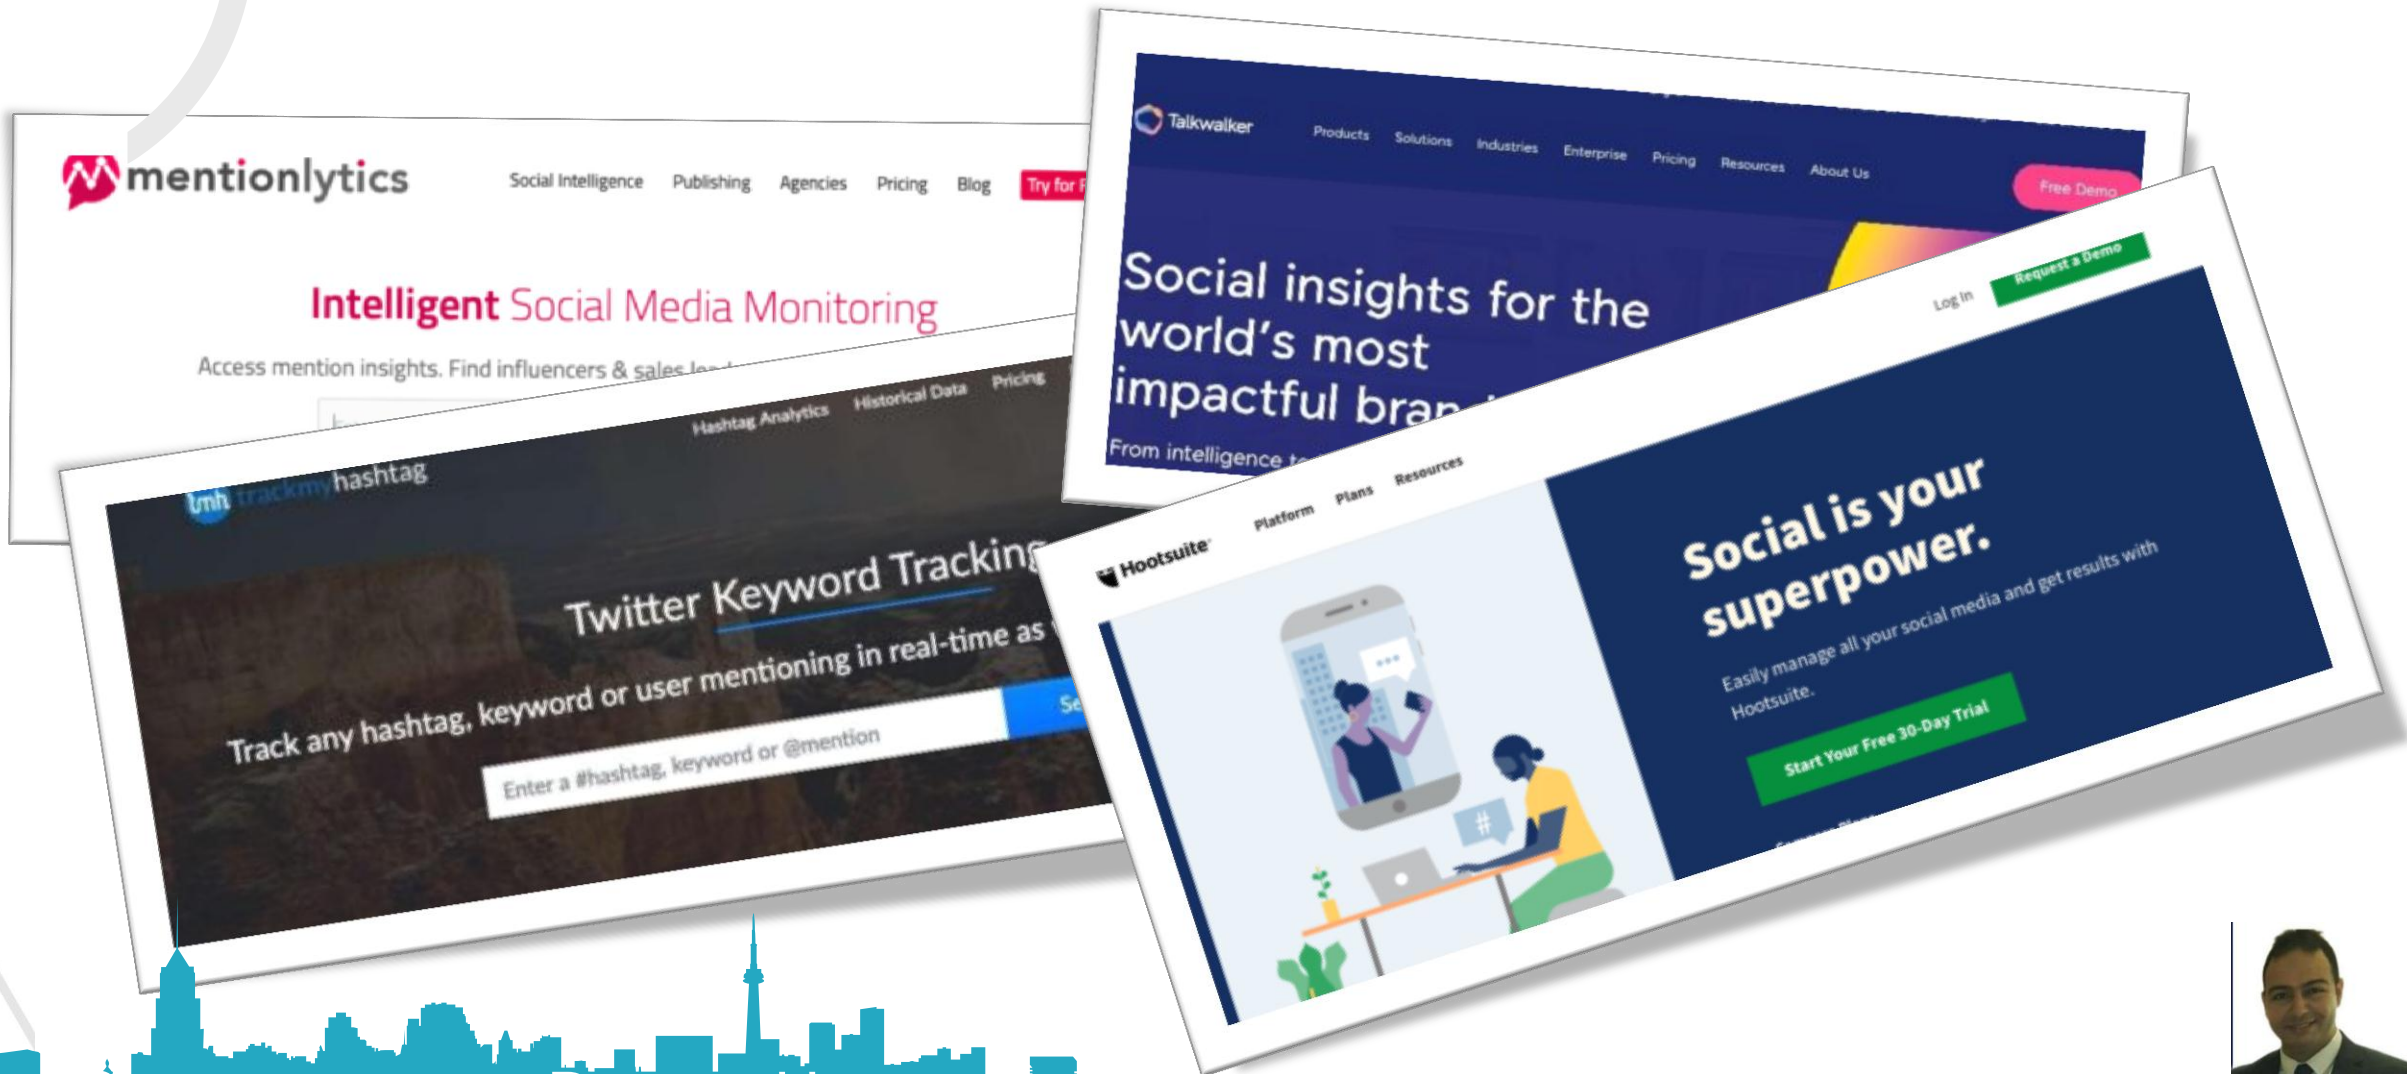 mentionlytics
Social Intelligence Publishing Agencies Pricing Blog Try for
Intelligent Social Media Monitoring
Access mention insights. Find influencers & sales
Talkwalker
Products Solutions Industries Enterprise Pricing Resources About Us
Free Demo
Social insights for the
world's most
impactful
From intelligence
Hashtag Analytics Historical Data Pricing
tmh trackmyhashtag
Twitter Keyword Tracking
Track any hashtag, keyword or user mentioning in real-time as
Enter a #hashtag, keyword or @mention
Log In Request a Demo
Hootsuite Platform Plans Resources
#
Social is your
superpower.
Easily manage all your social media and get results with
Hootsuite.
Start Your Free 30-Day Trial